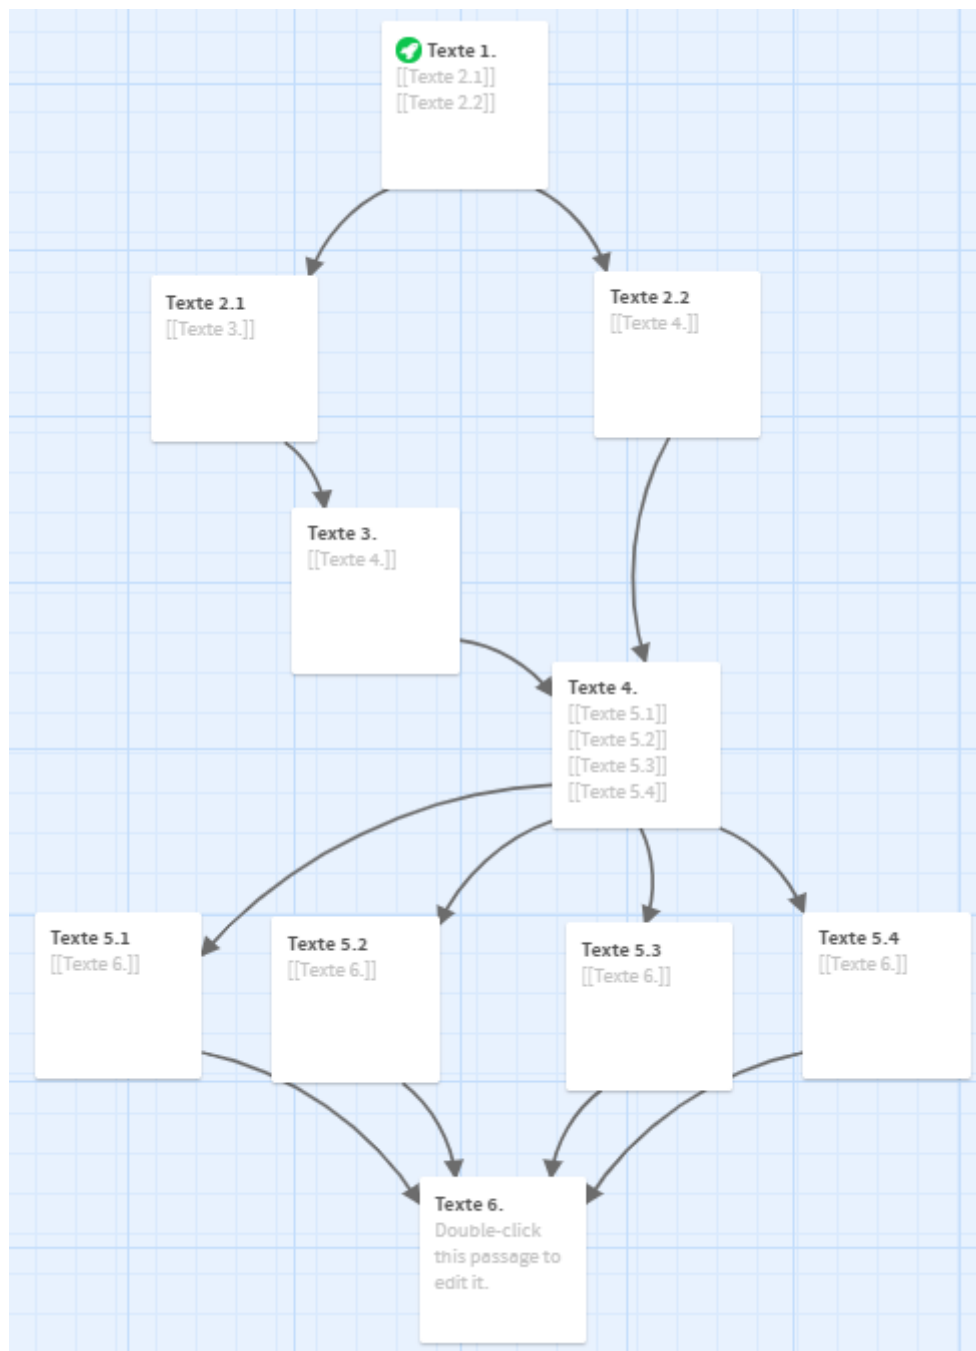 Texte 1.
[[Texte 2.1]]
[[Texte 2.2]]
Texte 2.1
[[Texte 3.]]
Texte 2.2
[[Texte 4.]]
Texte 3.
[[Texte 4.]]
Texte 4.
[[Texte 5.1]]
[[Texte 5.2]]
[[Texte 5.3]]
[[Texte 5.4]]
Texte 5.1
[[Texte 6.]]
Texte 5.2
[[Texte 6.]]
Texte 5.3
[[Texte 6.]]
Texte 5.4
[[Texte 6.]]
Texte 6.
Double-click
this passage to
edit it.